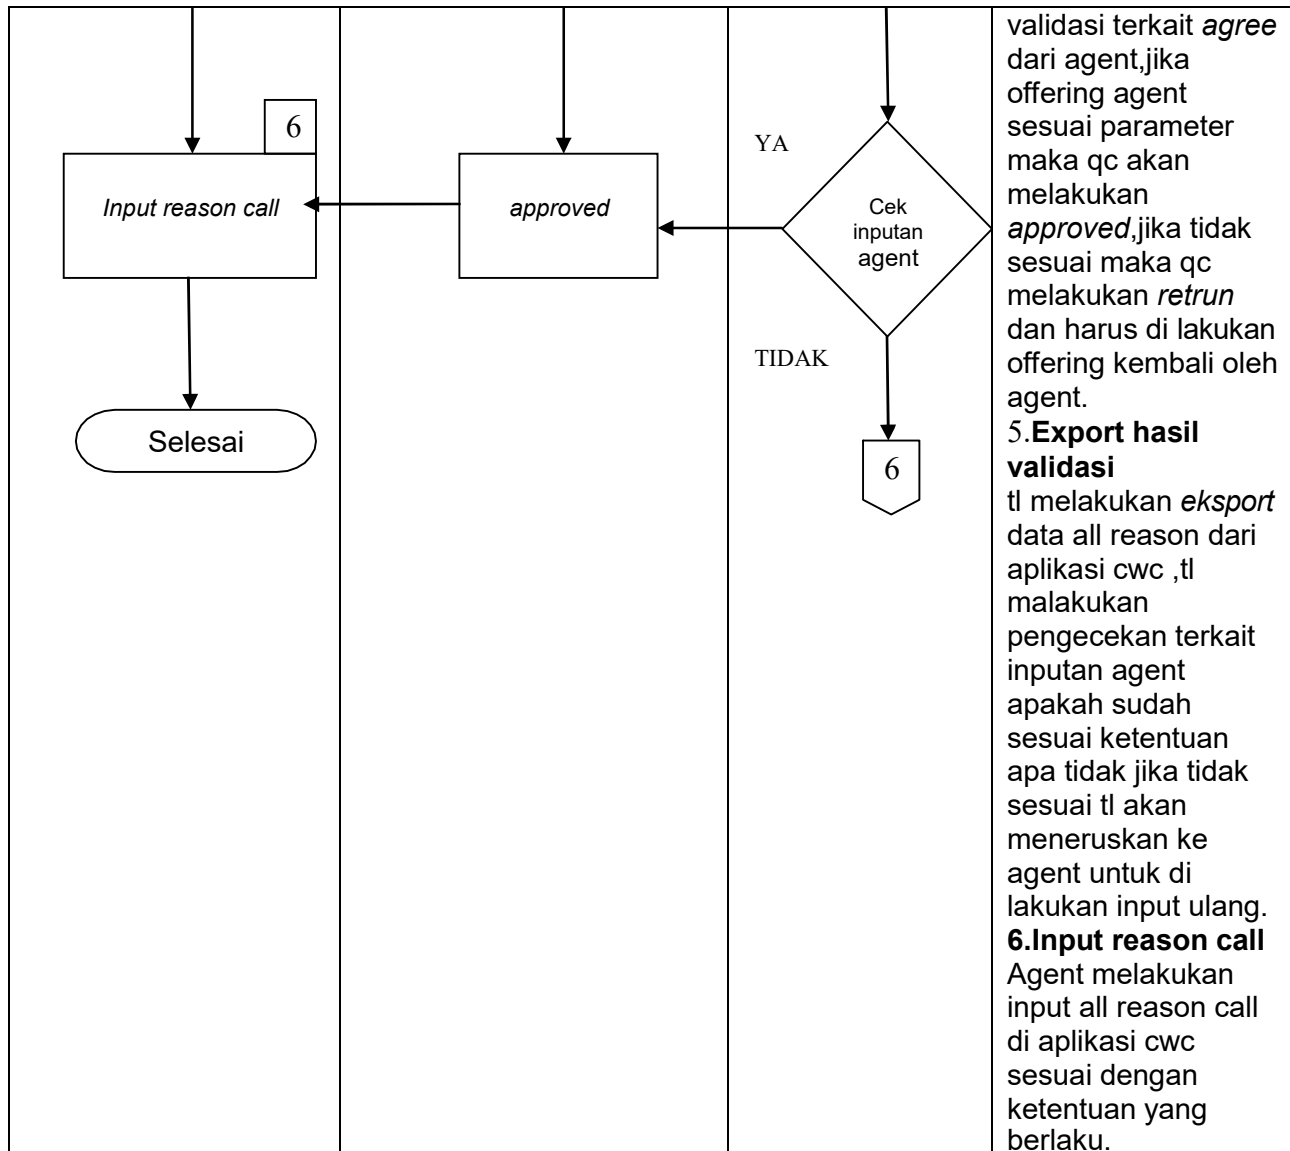 6
Input reason call
Selesai
approved
YA
Cek
inputan
agent
TIDAK
6
validasi terkait agree
dari agent,jika
offering agent
sesuai parameter
maka qc akan
melakukan
approved,jika tidak
sesuai maka qc
melakukan retrun
dan harus di lakukan
offering kembali oleh
agent.
5.Export hasil
validasi
tl melakukan eksport
data all reason dari
aplikasi cwc ,tl
malakukan
pengecekan terkait
inputan agent
apakah sudah
sesuai ketentuan
apa tidak jika tidak
sesuai tl akan
meneruskan ke
agent untuk di
lakukan input ulang.
6.Input reason call
Agent melakukan
input all reason call
di aplikasi cwc
sesuai dengan
ketentuan yang
berlaku.